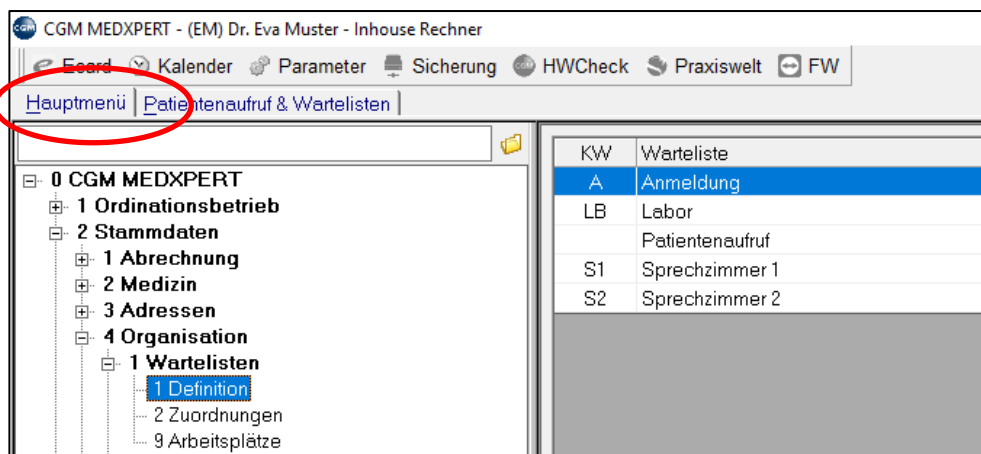 CGM MEDXPERT - (EM) Dr. Eva Muster - Inhouse Rechner
Ecard Kalender Parameter Sicherung HWCheck Praxiswelt FW
Hauptmenü Patientenaufruf & Wartelisten
0 CGM MEDXPERT
1 Ordinationsbetrieb
2 Stammdaten
1 Abrechnung
2 Medizin
3 Adressen
4 Organisation
1 Wartelisten
1 Definition
2 Zuordnungen
9 Arbeitsplätze
KW Warteliste
A Anmeldung
LB Labor
Patientenaufruf
S1 Sprechzimmer 1
S2 Sprechzimmer 2